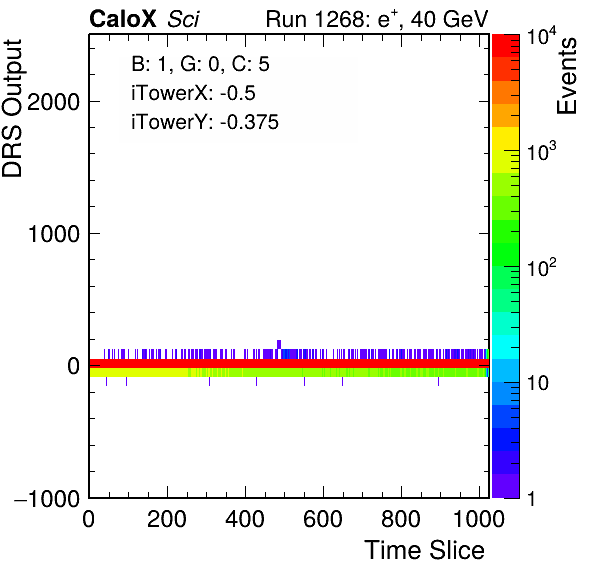 CaloX Sci Run 1268: e+, 40 GeV
B: 1, G: 0, C: 5
iTowerX: -0.5
iTowerY: -0.375
DRS Output
2000
1000
0
−1000
0 200 400 600 800 1000
Time Slice
Events
10^4
10^3
10^2
10
1